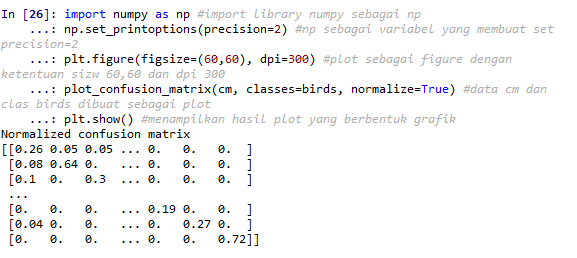 In [26]: import numpy as np #import library numpy sebagai np
    ...: np.set_printoptions(precision=2) #np sebagai variabel yang membuat set
precision=2
    ...: plt.figure(figsize=(60,60), dpi=300) #plot sebagai figure dengan
ketentuan sizw 60,60 dan dpi 300
    ...: plot_confusion_matrix(cm, classes=birds, normalize=True) #data cm dan
clas birds dibuat sebagai plot
    ...: plt.show() #menampilkan hasil plot yang berbentuk grafik
Normalized confusion matrix
[[0.26 0.05 0.05 ... 0.   0.   0.  ]
 [0.08 0.64 0.   ... 0.   0.   0.  ]
 [0.1  0.   0.3  ... 0.   0.   0.  ]
 ...
 [0.   0.   0.   ... 0.19 0.   0.  ]
 [0.04 0.   0.   ... 0.   0.27 0.  ]
 [0.   0.   0.   ... 0.   0.   0.72]]